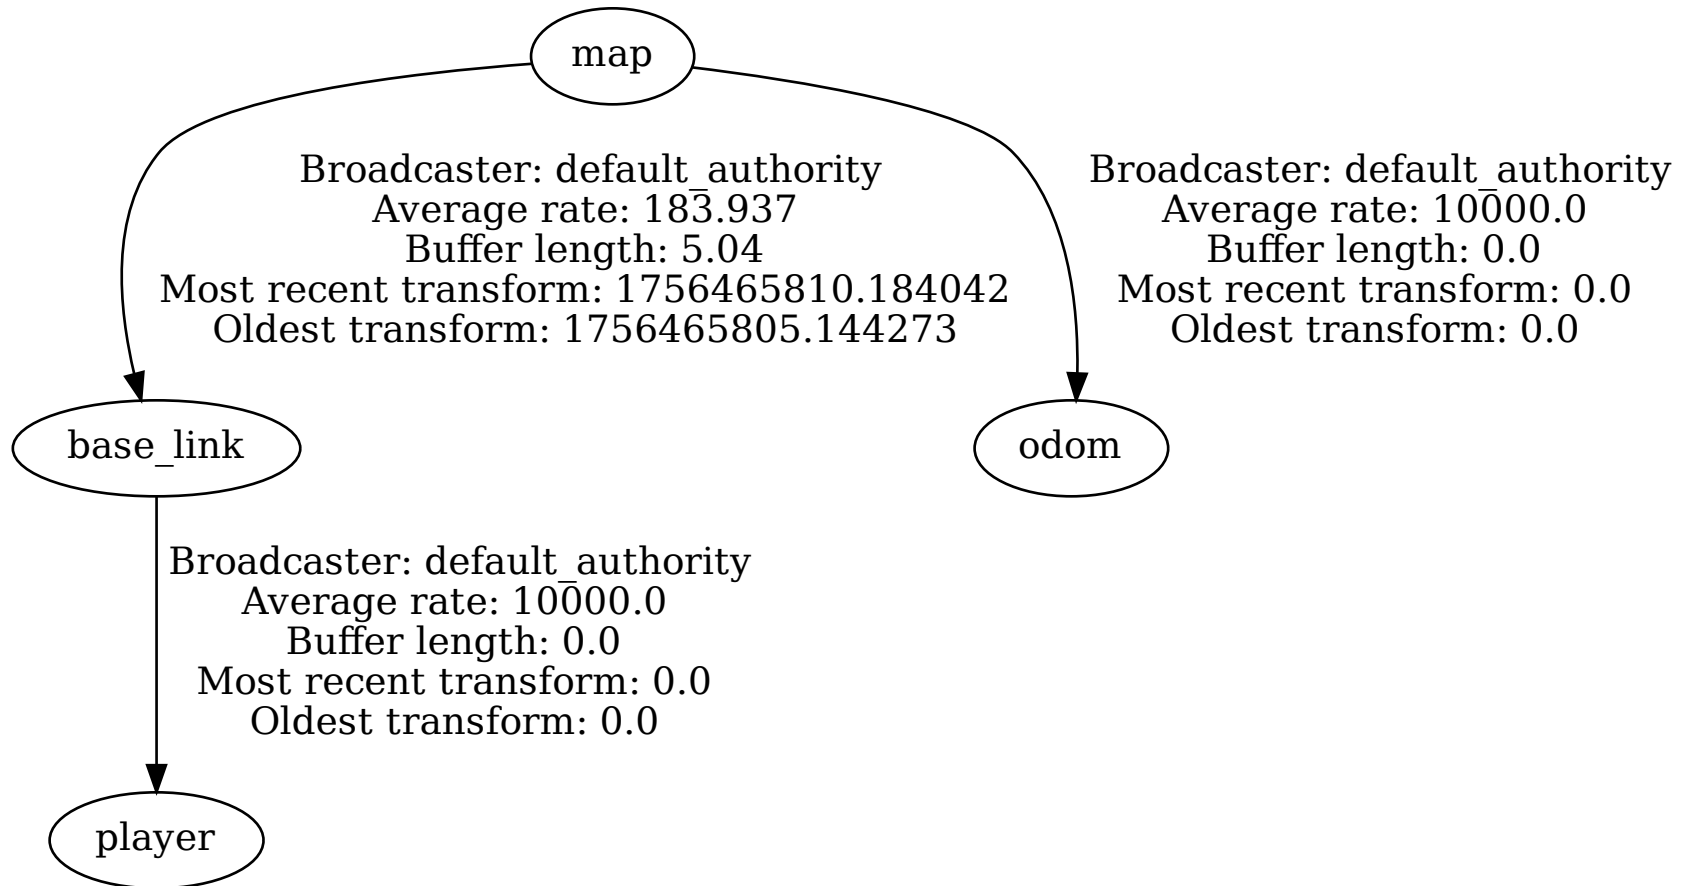 map
Broadcaster: default_authority
Average rate: 183.937
Buffer length: 5.04
Most recent transform: 1756465810.184042
Oldest transform: 1756465805.144273
Broadcaster: default_authority
Average rate: 10000.0
Buffer length: 0.0
Most recent transform: 0.0
Oldest transform: 0.0
base_link
odom
Broadcaster: default_authority
Average rate: 10000.0
Buffer length: 0.0
Most recent transform: 0.0
Oldest transform: 0.0
player